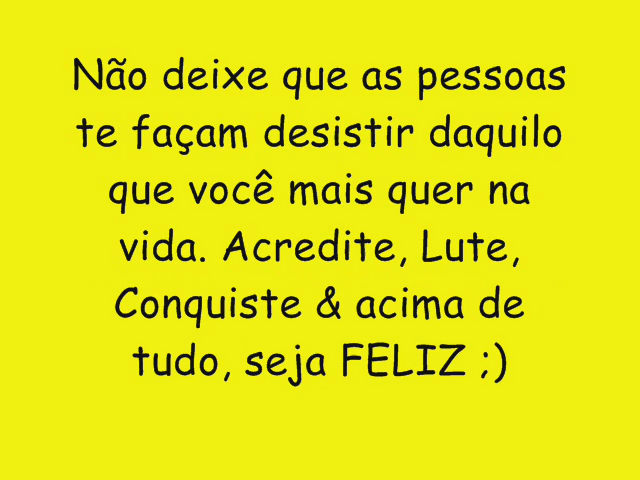 Não deixe que as pessoas
te façam desistir daquilo
que você mais quer na
vida. Acredite, Lute,
Conquiste & acima de
tudo, seja FELIZ ;)